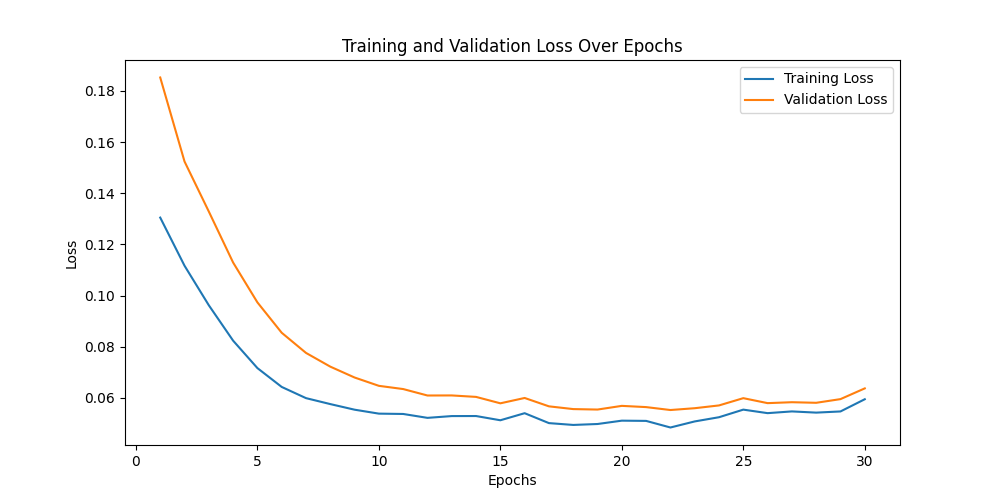 Training and Validation Loss Over Epochs
Training Loss
Validation Loss
Loss
0.18
0.16
0.14
0.12
0.10
0.08
0.06
0 5 10 15 20 25 30
Epochs